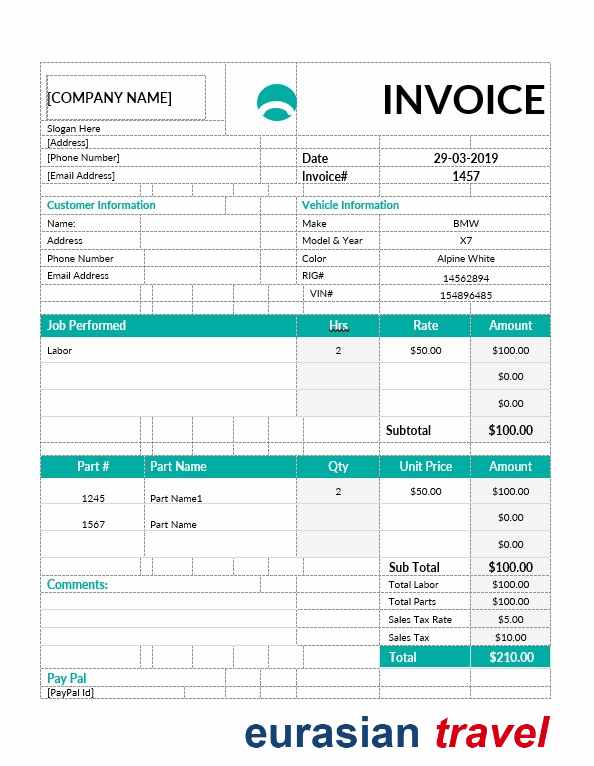 [COMPANY NAME]
INVOICE
Slogan Here
[Address]
[Phone Number]
Date 29-03-2019
[Email Address]
Invoice# 1457
Customer Information Vehicle Information
Name: Make BMW
Address Model & Year X7
Phone Number Color Alpine White
Email Address RIG# 14562894
VIN# 154896485
Job Performed Hrs Rate Amount
Labor 2 $50.00 $100.00
$0.00
$0.00
Subtotal $100.00
Part # Part Name Qty Unit Price Amount
1245 Part Name1 2 $50.00 $100.00
1567 Part Name $0.00
$0.00
Sub Total $100.00
Comments: Total Labor $100.00
Total Parts $100.00
Sales Tax Rate $5.00
Sales Tax $10.00
Total $210.00
Pay Pal
[PayPal Id]
eurasian travel